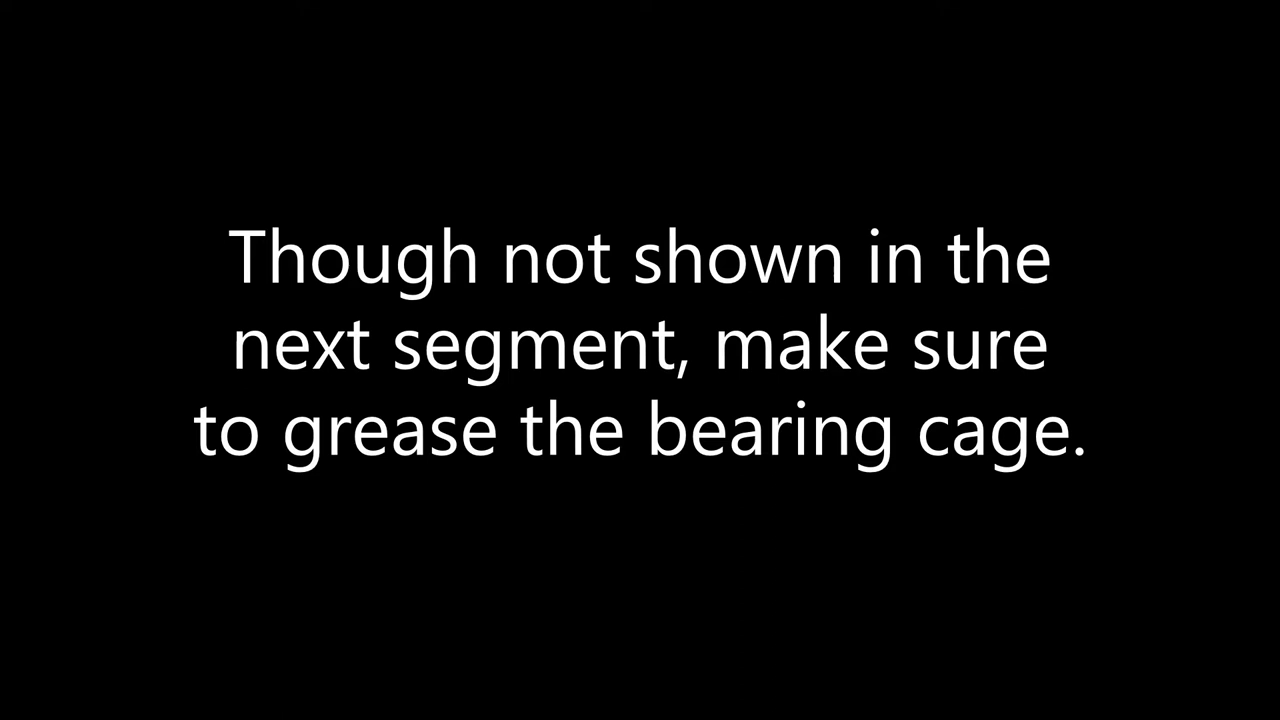 Though not shown in the
next segment, make sure
to grease the bearing cage.